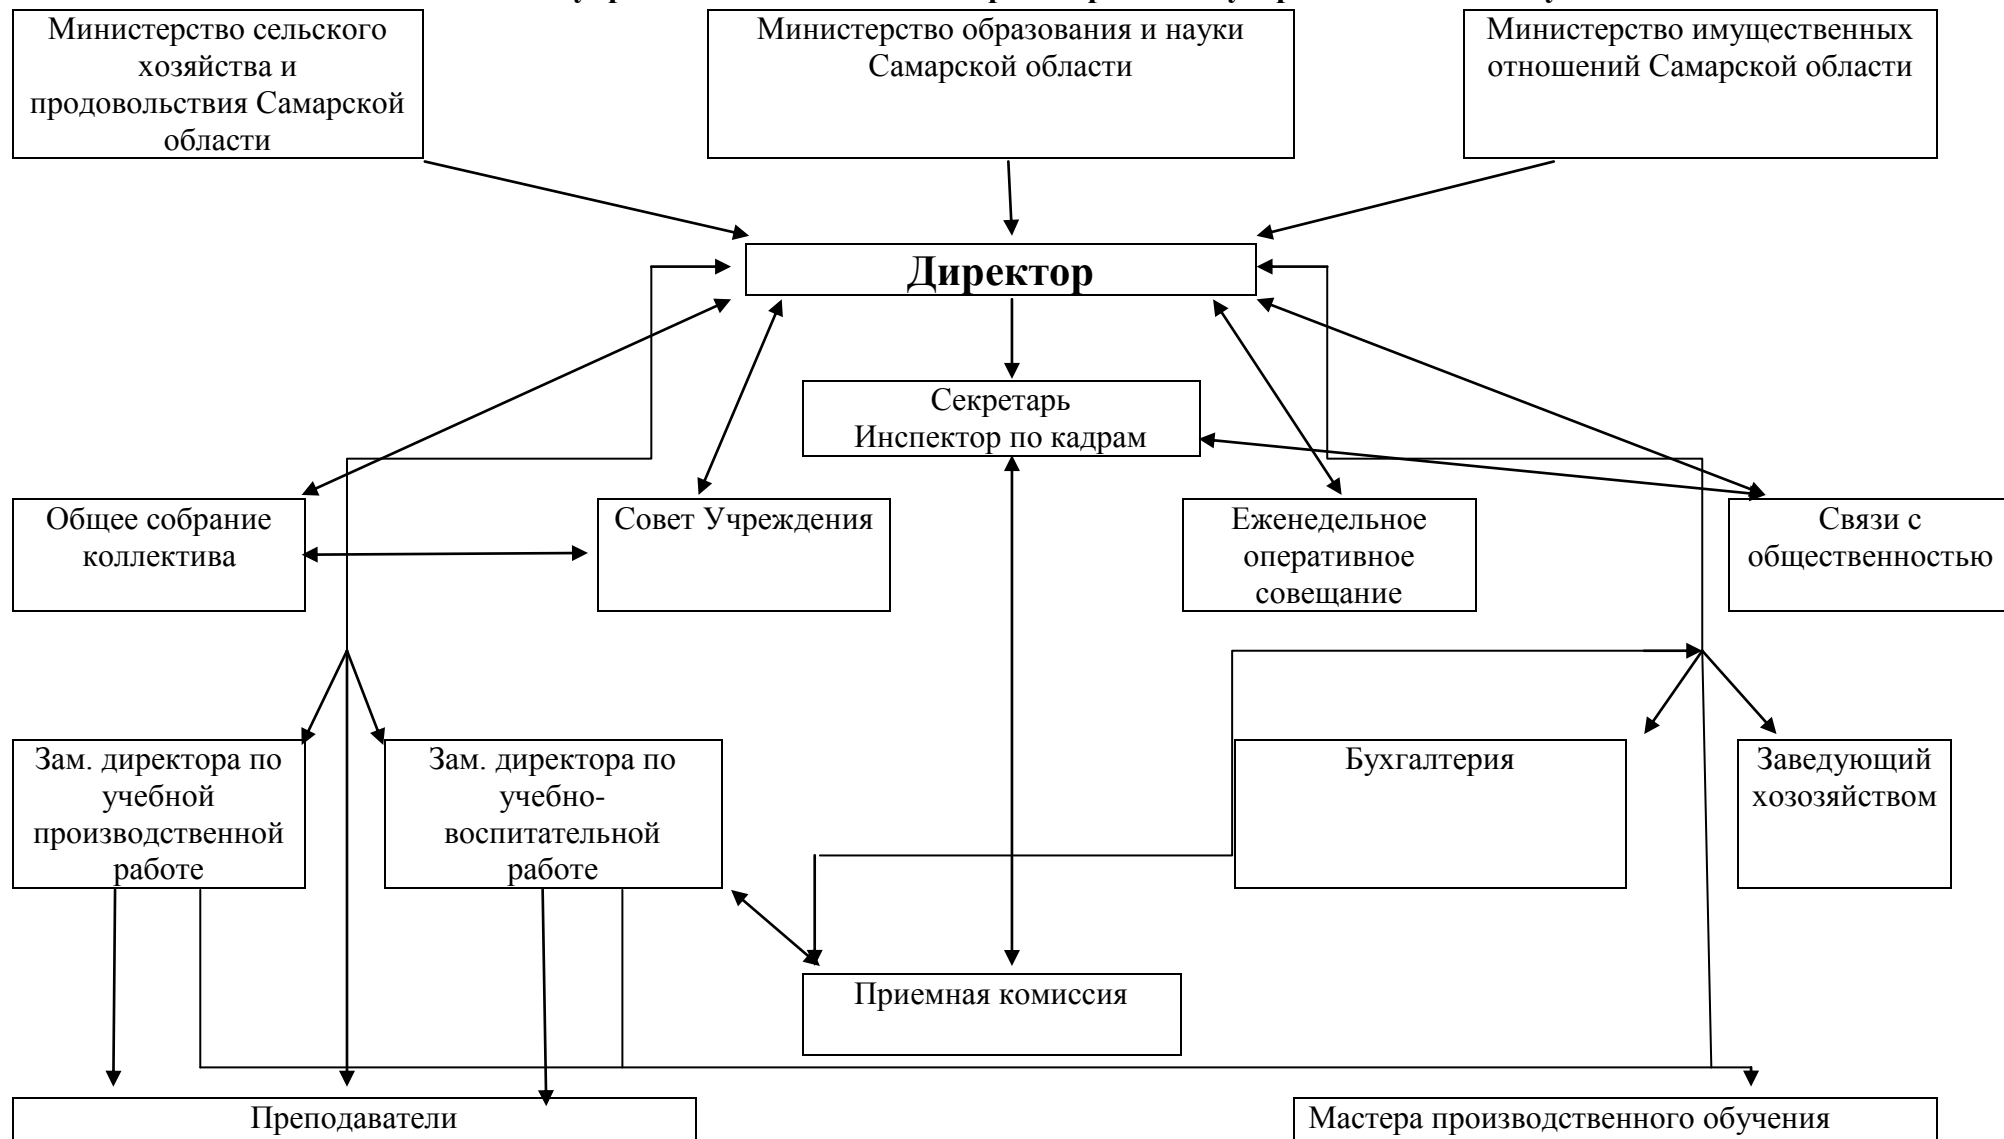 Министерство сельского
хозяйства и
продовольствия Самарской
области
Министерство образования и науки
Самарской области
Министерство имущественных
отношений Самарской области
Директор
Секретарь
Инспектор по кадрам
Общее собрание
коллектива
Совет Учреждения
Еженедельное
оперативное
совещание
Связи с
общественностью
Зам. директора по
учебной
производственной
работе
Зам. директора по
учебно-
воспитательной
работе
Бухгалтерия
Заведующий
хозозяйством
Приемная комиссия
Преподаватели
Мастера производственного обучения